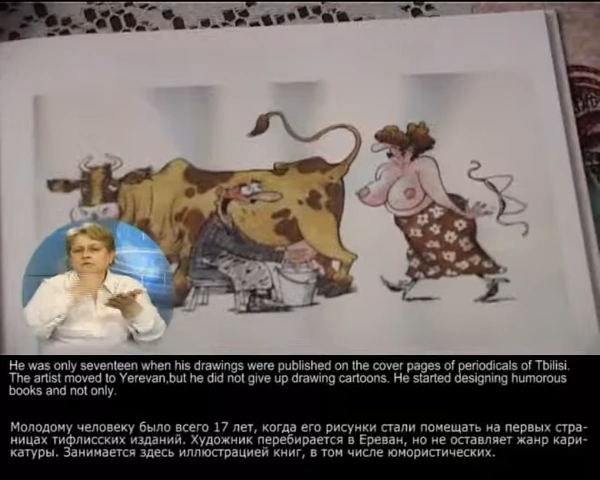 He was only seventeen when his drawings were published on the cover pages of periodicals of Tbilisi.
The artist moved to Yerevan,but he did not give up drawing cartoons. He started designing humorous
books and not only.
Молодому человеку было всего 17 лет, когда его рисунки стали помещать на первых стра-
ницах тифлисских изданий. Художник перебирается в Ереван, но не оставляет жанр кари-
катуры. Занимается здесь иллюстрацией книг, в том числе юмористических.